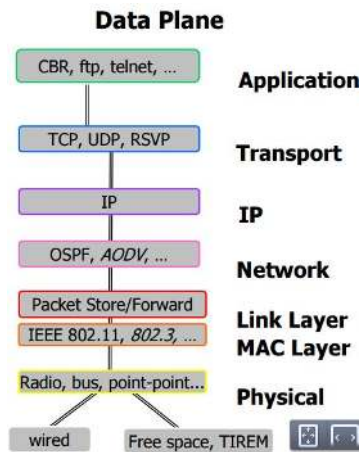 Data Plane
CBR, ftp, telnet, ...
Application
TCP, UDP, RSVP
Transport
IP
IP
OSPF, AODV, ...
Network
Packet Store/Forward
Link Layer
IEEE 802.11, 802.3, ...
MAC Layer
Radio, bus, point-point...
Physical
wired
Free space, TIREM